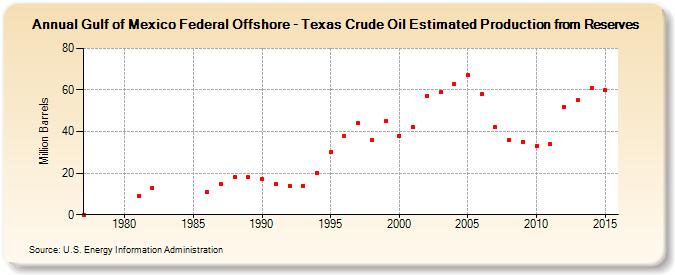 Annual Gulf of Mexico Federal Offshore - Texas Crude Oil Estimated Production from Reserves
Million Barrels
80
60
40
20
0
1980 1985 1990 1995 2000 2005 2010 2015
Source: U.S. Energy Information Administration